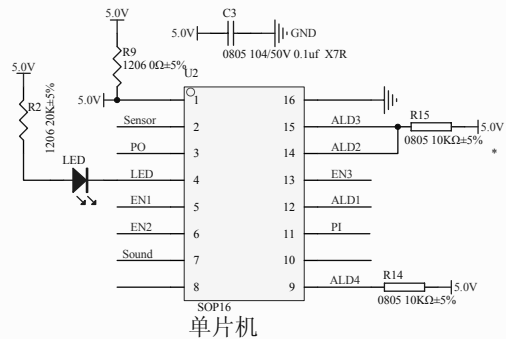 5.0V
C3
5.0V
GND
0805 104/50V 0.1uf X7R
R9
1206 0Ω±5%
5.0V
U2
R2
1206 20K±5%
5.0V
1
16
Sensor
2
15
ALD3
R15
5.0V
0805 10KΩ±5%
PO
3
14
ALD2
*
LED
LED
4
13
EN3
EN1
5
12
ALD1
EN2
6
11
PI
Sound
7
10
8
9
ALD4
R14
5.0V
0805 10KΩ±5%
SOP16
单片机